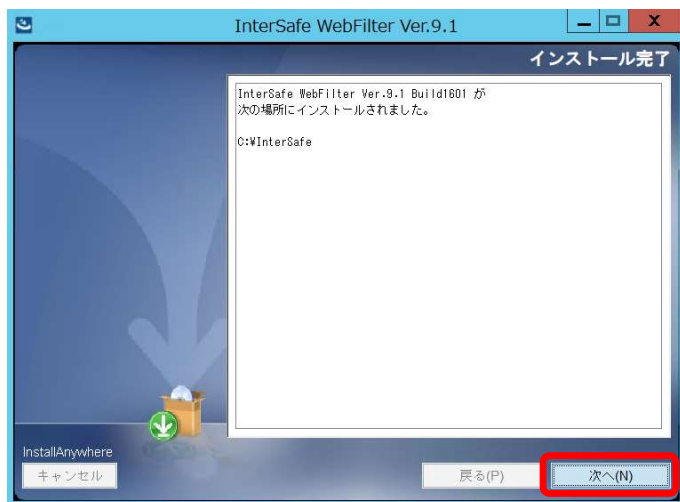 InterSafe WebFilter Ver.9.1
インストール完了
InterSafe WebFilter Ver.9.1 Build1601 が
次の場所にインストールされました。
C:¥InterSafe
InstallAnywhere
キャンセル
戻る(P)
次へ(N)